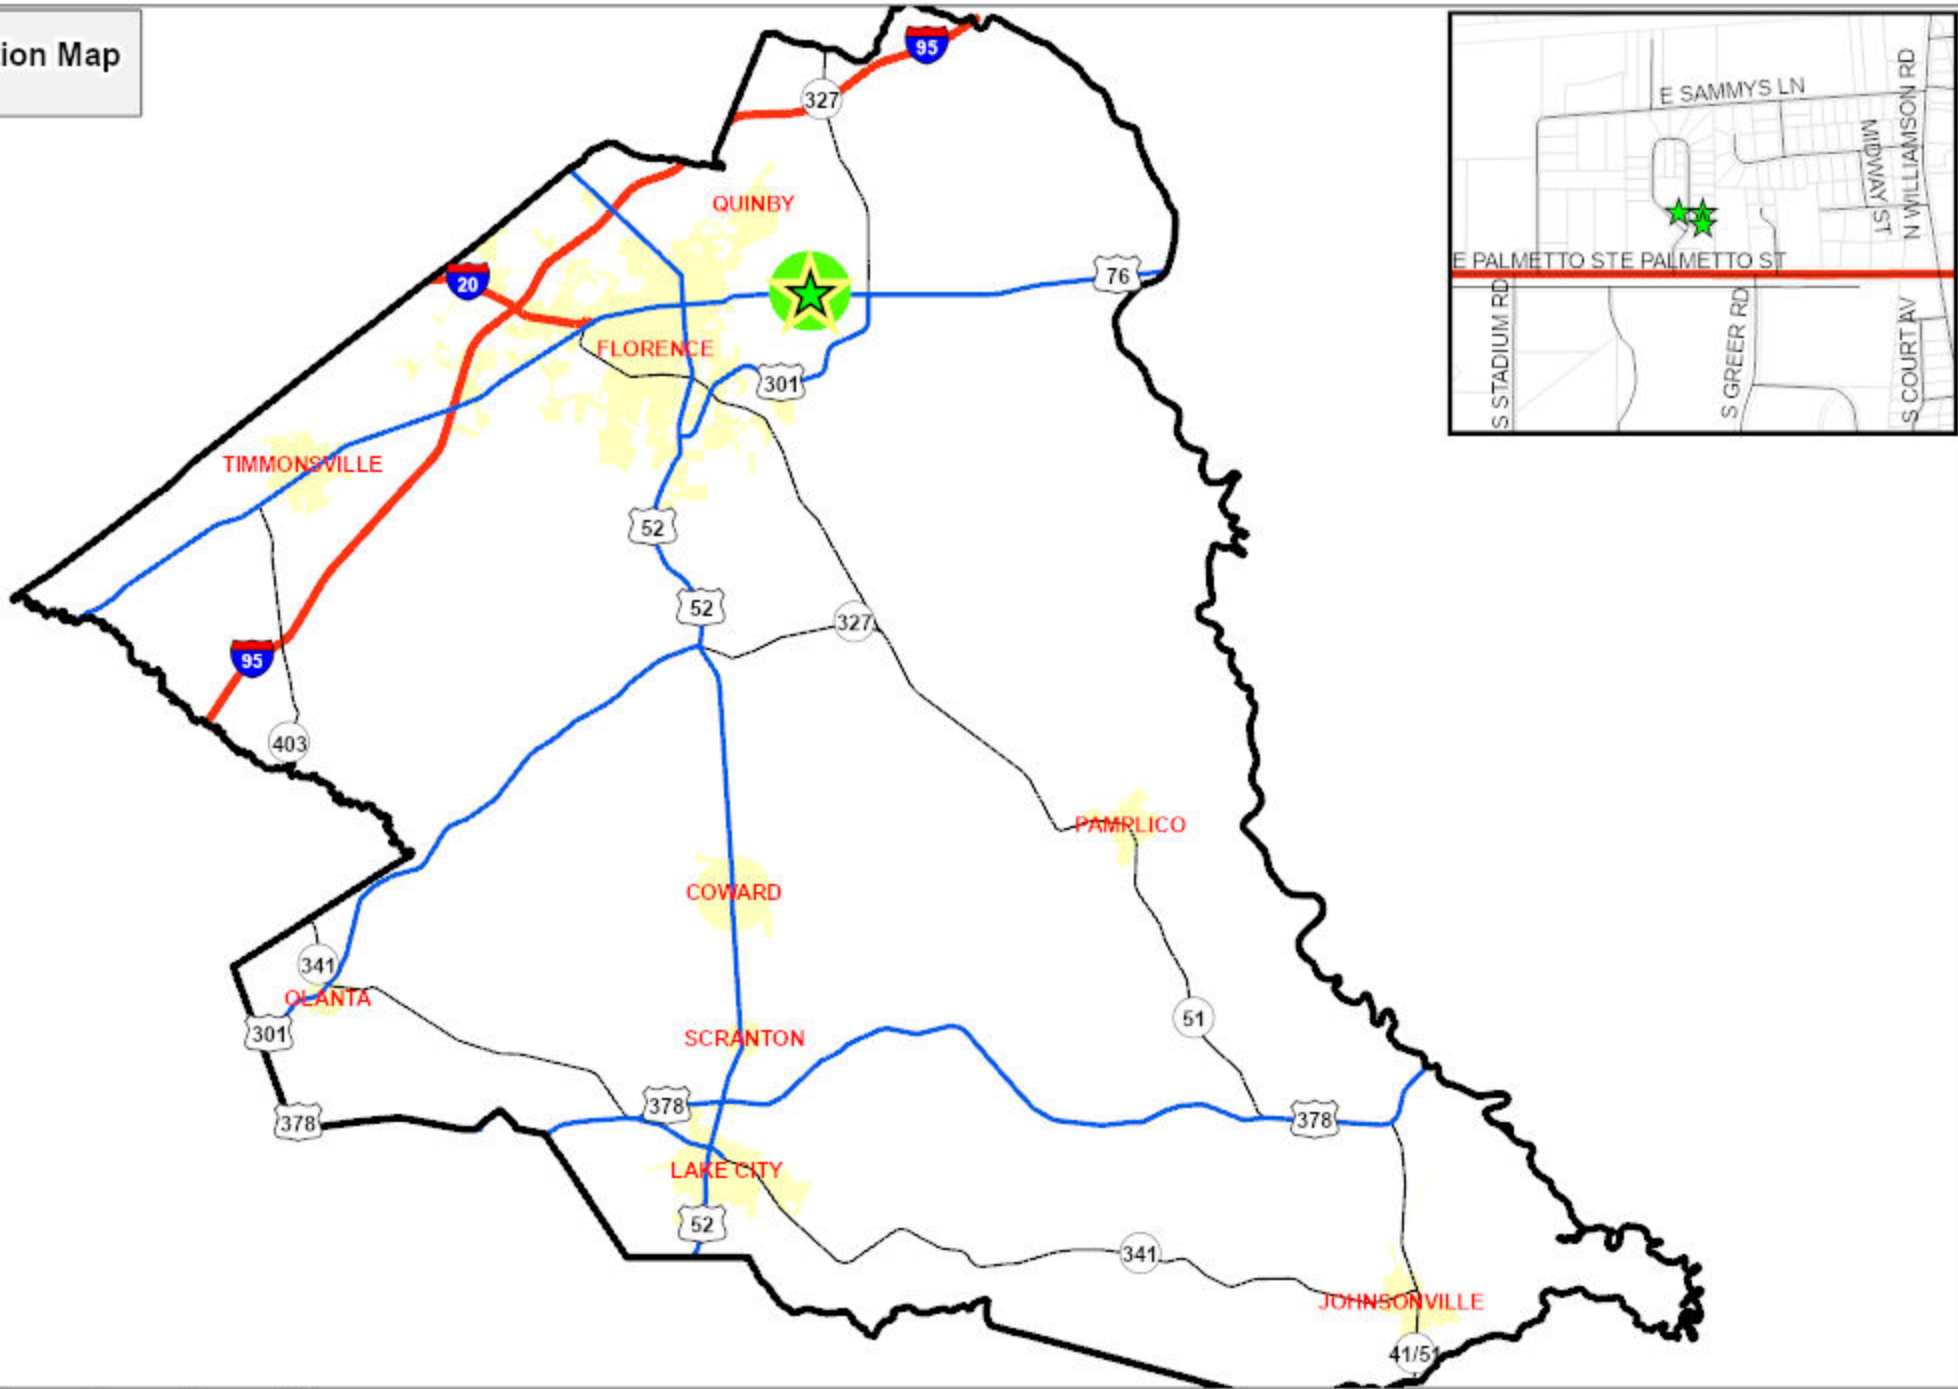 ion Map
95
327
QUINBY
20
76
FLORENCE
301
TIMMONSVILLE
52
52
327
95
403
PAMPLICO
COWARD
341
OLANTA
301
51
SCRANTON
378
378
378
LAKE CITY
52
341
JOHNSONVILLE
41/51
E SAMMYS LN
N WILLIAMSON RD
MIDWAY ST
E PALMETTO ST
E PALMETTO ST
S STADIUM RD
S GREER RD
S COURT AV